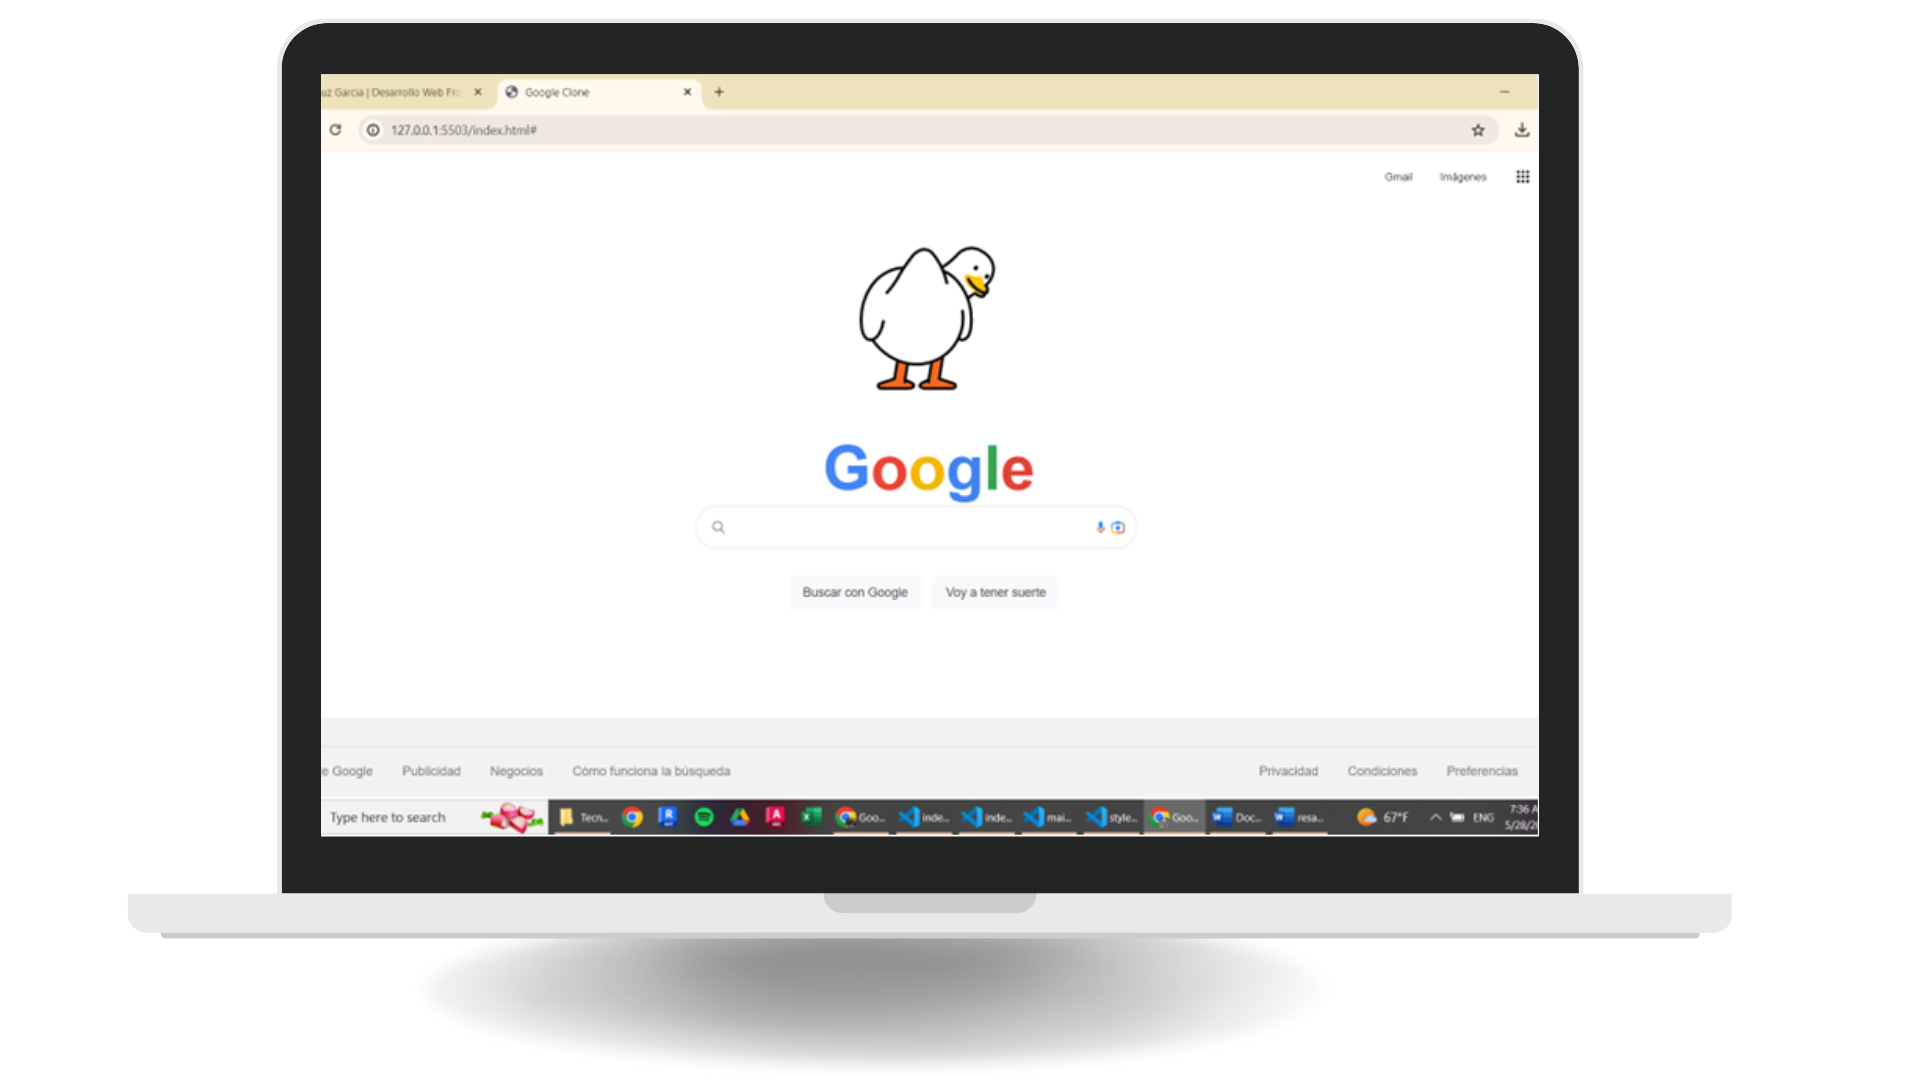 uz Garcia | Desarrollo Web Fro
Google Clone
127.0.0.1:5503/index.html#
Gmail Imágenes
Google
Buscar con Google Voy a tener suerte
e Google Publicidad Negocios Cómo funciona la búsqueda Privacidad Condiciones Preferencias
Type here to search Tecn... Goo... inde... inde... mai... style... Goo... Doc... resa... 67°F ENG 7:36 A
5/28/2